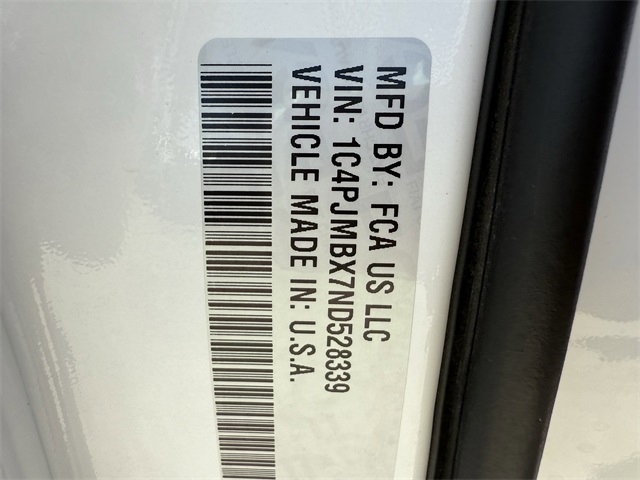 MFD BY: FCA US LLC
VIN: 1C4PJMBX7ND528339
VEHICLE MADE IN: U.S.A.